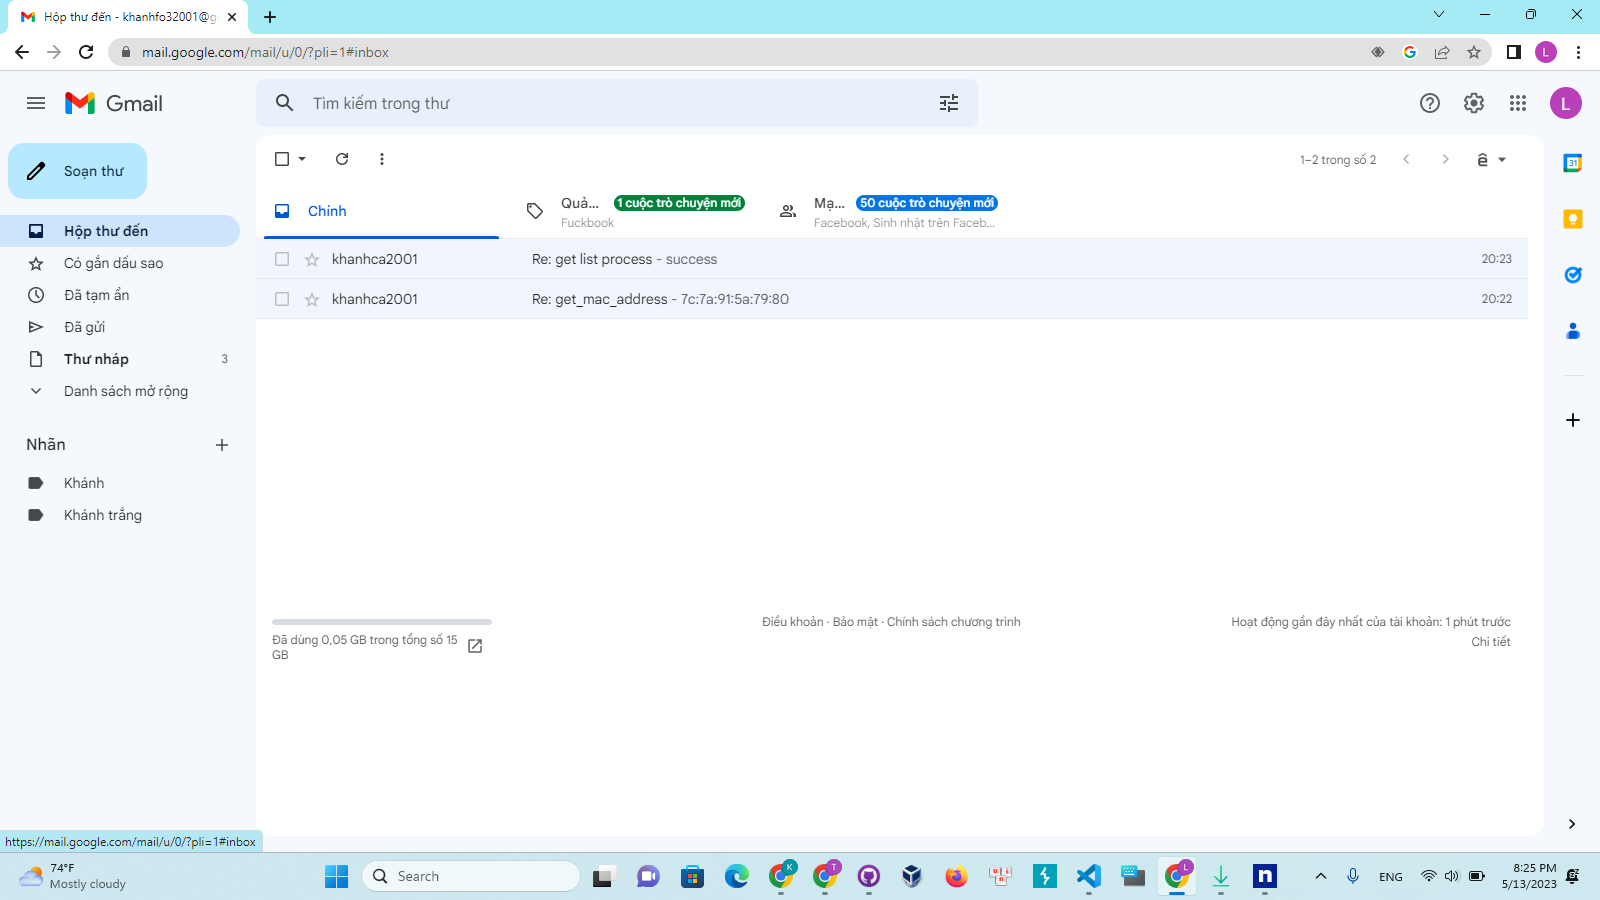 Hộp thư đến - khanhfo32001@g
mail.google.com/mail/u/0/?pli=1#inbox
L
Gmail
Tìm kiếm trong thư
L
Soạn thư
1–2 trong số 2
Chính
Quả...
1 cuộc trò chuyện mới
Fuckbook
Mạ...
50 cuộc trò chuyện mới
Facebook, Sinh nhật trên Faceb...
Hộp thư đến
Có gắn dấu sao
Đã tạm ẩn
Đã gửi
Thư nháp 3
Danh sách mở rộng
Nhãn
Khánh
Khánh trắng
khanhca2001 Re: get list process - success 20:23
khanhca2001 Re: get_mac_address - 7c:7a:91:5a:79:80 20:22
Đã dùng 0,05 GB trong tổng số 15
GB
Điều khoản · Bảo mật · Chính sách chương trình
Hoạt động gần đây nhất của tài khoản: 1 phút trước
Chi tiết
31
https://mail.google.com/mail/u/0/?pli=1#inbox
74°F
Mostly cloudy
Search
K
T
L
n
ENG
8:25 PM
5/13/2023